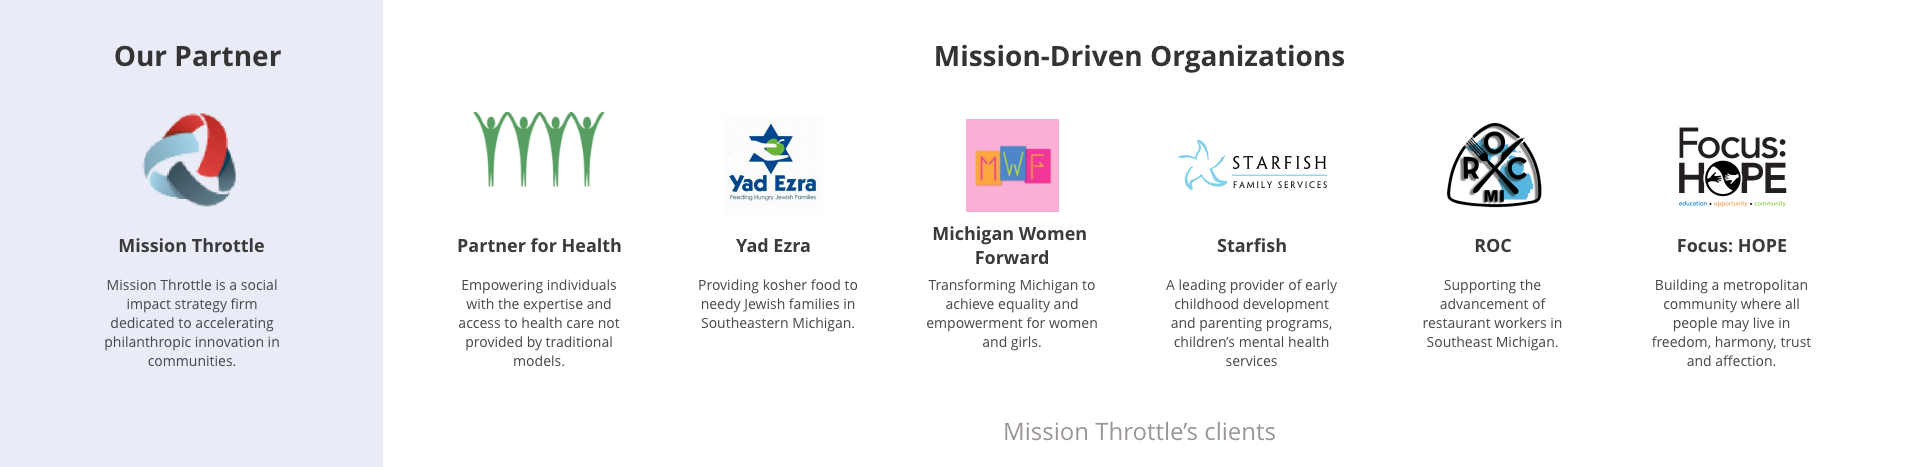 Our Partner
Mission Throttle
Mission Throttle is a social
impact strategy firm
dedicated to accelerating
philanthropic innovation in
communities.
Mission-Driven Organizations
Partner for Health
Empowering individuals
with the expertise and
access to health care not
provided by traditional
models.
Yad Ezra
Feeding Hungry Jewish Families
Yad Ezra
Providing kosher food to
needy Jewish families in
Southeastern Michigan.
MWF
Michigan Women
Forward
Transforming Michigan to
achieve equality and
empowerment for women
and girls.
STARFISH
FAMILY SERVICES
Starfish
A leading provider of early
childhood development
and parenting programs,
children’s mental health
services
ROC
MI
ROC
Supporting the
advancement of
restaurant workers in
Southeast Michigan.
Focus:
HOPE
education • opportunity • community
Focus: HOPE
Building a metropolitan
community where all
people may live in
freedom, harmony, trust
and affection.
Mission Throttle’s clients